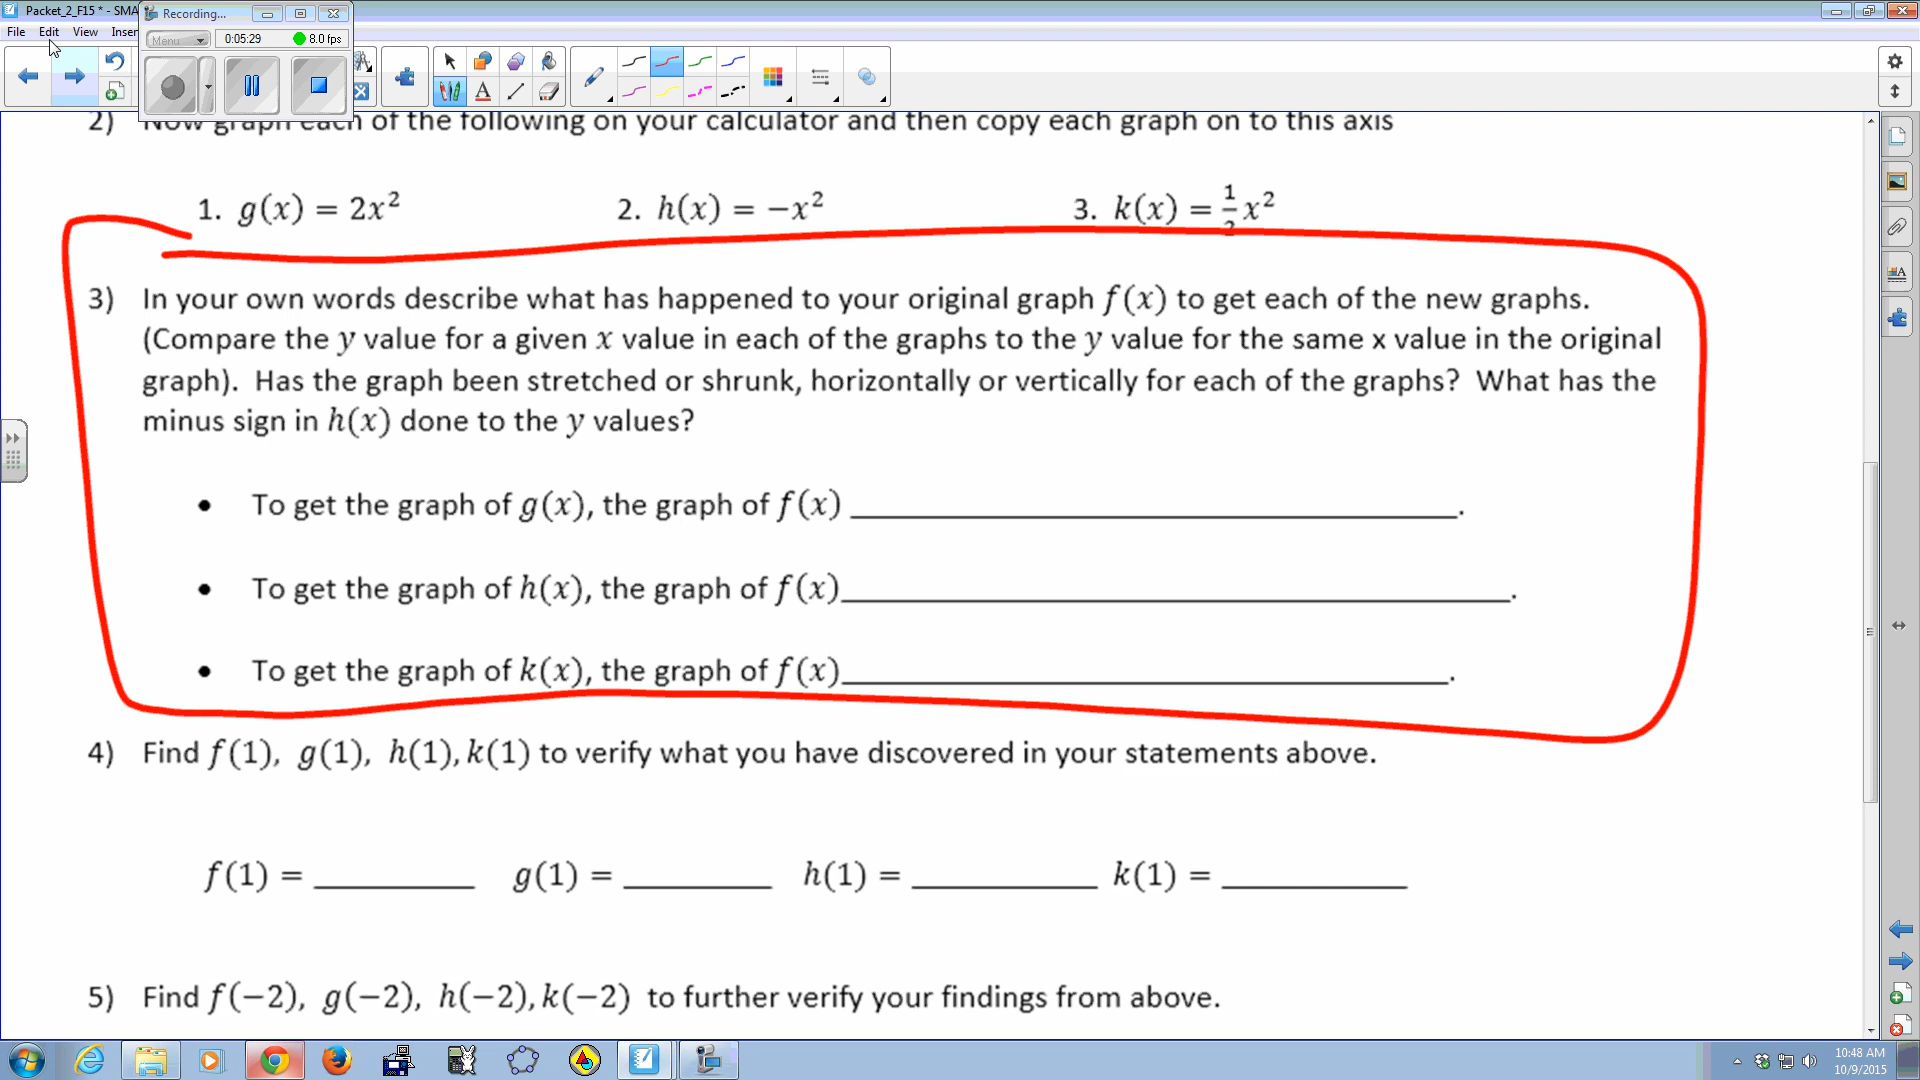 Packet_2_F15 * - SMA
Recording...
File Edit View Inser
Menu 0:05:29 8.0 fps
2) Now graph each of the following on your calculator and then copy each graph on to this axis
1. g(x) = 2x² 2. h(x) = −x² 3. k(x) = ½x²
3) In your own words describe what has happened to your original graph f(x) to get each of the new graphs.
(Compare the y value for a given x value in each of the graphs to the y value for the same x value in the original
graph). Has the graph been stretched or shrunk, horizontally or vertically for each of the graphs? What has the
minus sign in h(x) done to the y values?
• To get the graph of g(x), the graph of f(x) ____________________.
• To get the graph of h(x), the graph of f(x)____________________.
• To get the graph of k(x), the graph of f(x)____________________.
4) Find f(1), g(1), h(1), k(1) to verify what you have discovered in your statements above.
f(1) = ________ g(1) = ________ h(1) = ________ k(1) = ________
5) Find f(−2), g(−2), h(−2), k(−2) to further verify your findings from above.
10:48 AM
10/9/2015